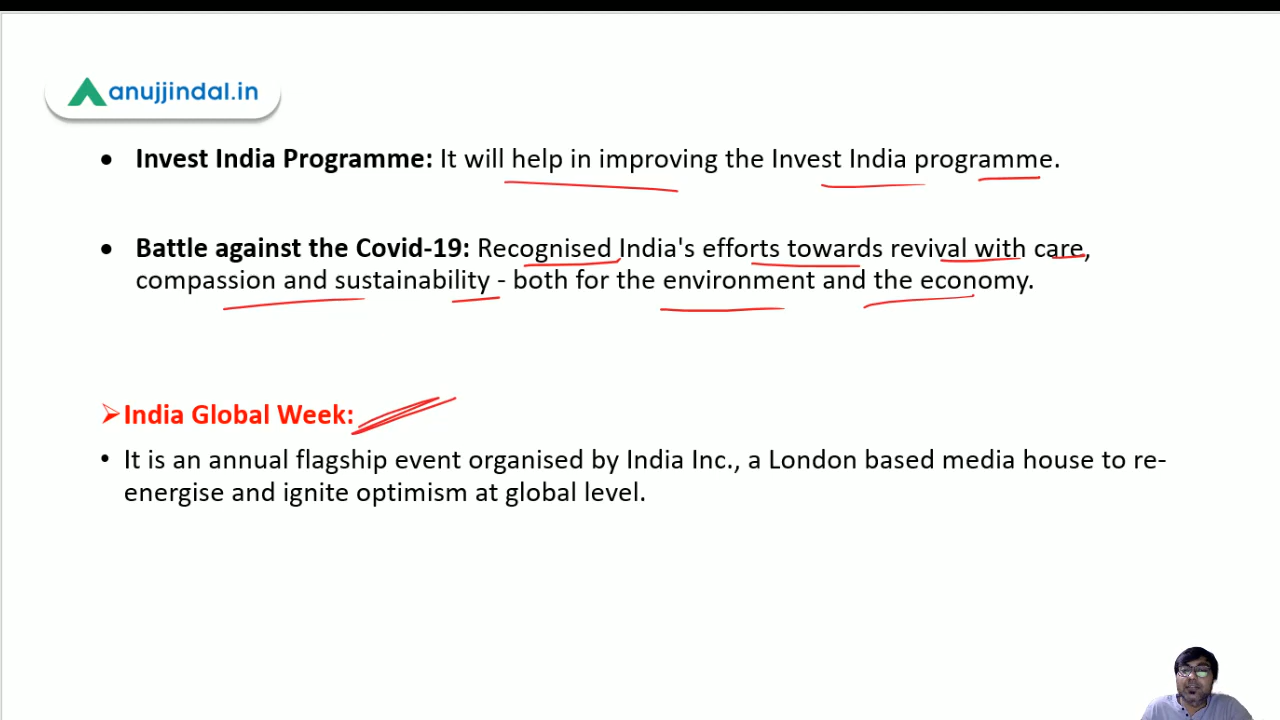 anujjindal.in
• Invest India Programme: It will help in improving the Invest India programme.
• Battle against the Covid-19: Recognised India's efforts towards revival with care,
compassion and sustainability - both for the environment and the economy.
➢India Global Week:
• It is an annual flagship event organised by India Inc., a London based media house to re-
energise and ignite optimism at global level.